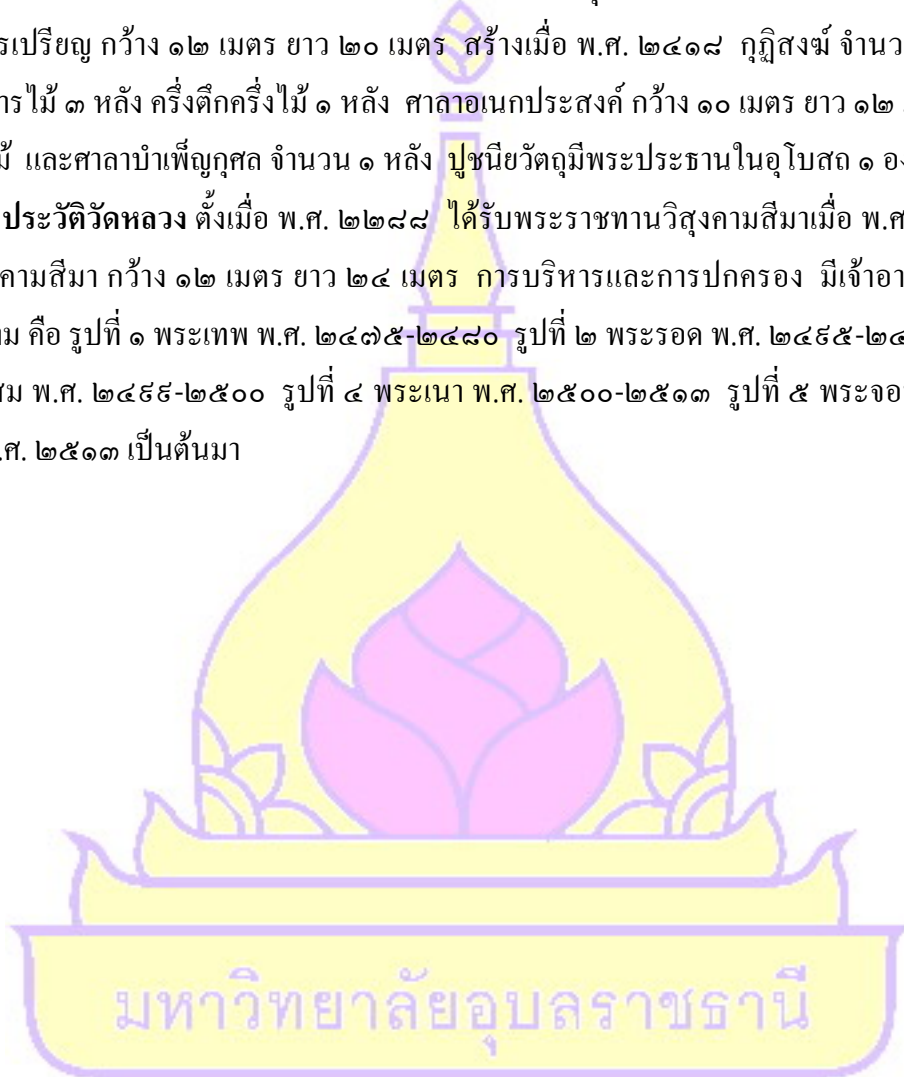 รเปรียญ กว้าง ๑๒ เมตร ยาว ๒๐ เมตร สร้างเมื่อ พ.ศ. ๒๔๑๘ กุฏิสงฆ์ จำนว
ารไม้ ๓ หลัง ครึ่งตึกครึ่งไม้ ๑ หลัง ศาลาอเนกประสงค์ กว้าง ๑๐ เมตร ยาว ๑๒
ม้ และศาลาบำเพ็ญกุศล จำนวน ๑ หลัง ปูชนียวัตถุมีพระประธานในอุโบสถ ๑ อง
ประวัติวัดหลวง ตั้งเมื่อ พ.ศ. ๒๒๘๘ ได้รับพระราชทานวิสุงคามสีมาเมื่อ พ.ศ
คามสีมา กว้าง ๑๒ เมตร ยาว ๒๔ เมตร การบริหารและการปกครอง มีเจ้าอา
ม คือ รูปที่ ๑ พระเทพ พ.ศ. ๒๔๗๕-๒๔๘๐ รูปที่ ๒ พระรอด พ.ศ. ๒๔๙๕-๒๔
สม พ.ศ. ๒๔๙๙-๒๕๐๐ รูปที่ ๔ พระเนา พ.ศ. ๒๕๐๐-๒๕๑๓ รูปที่ ๕ พระจอ
.ศ. ๒๕๑๓ เป็นต้นมา
มหาวิทยาลัยอุบลราชธานี